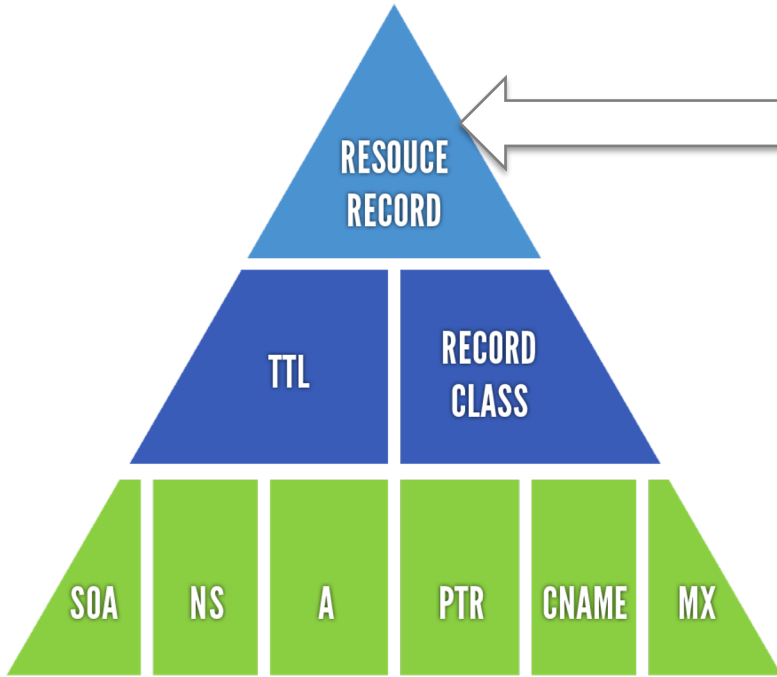 RESOUCE
RECORD
TTL
RECORD
CLASS
SOA
NS
A
PTR
CNAME
MX